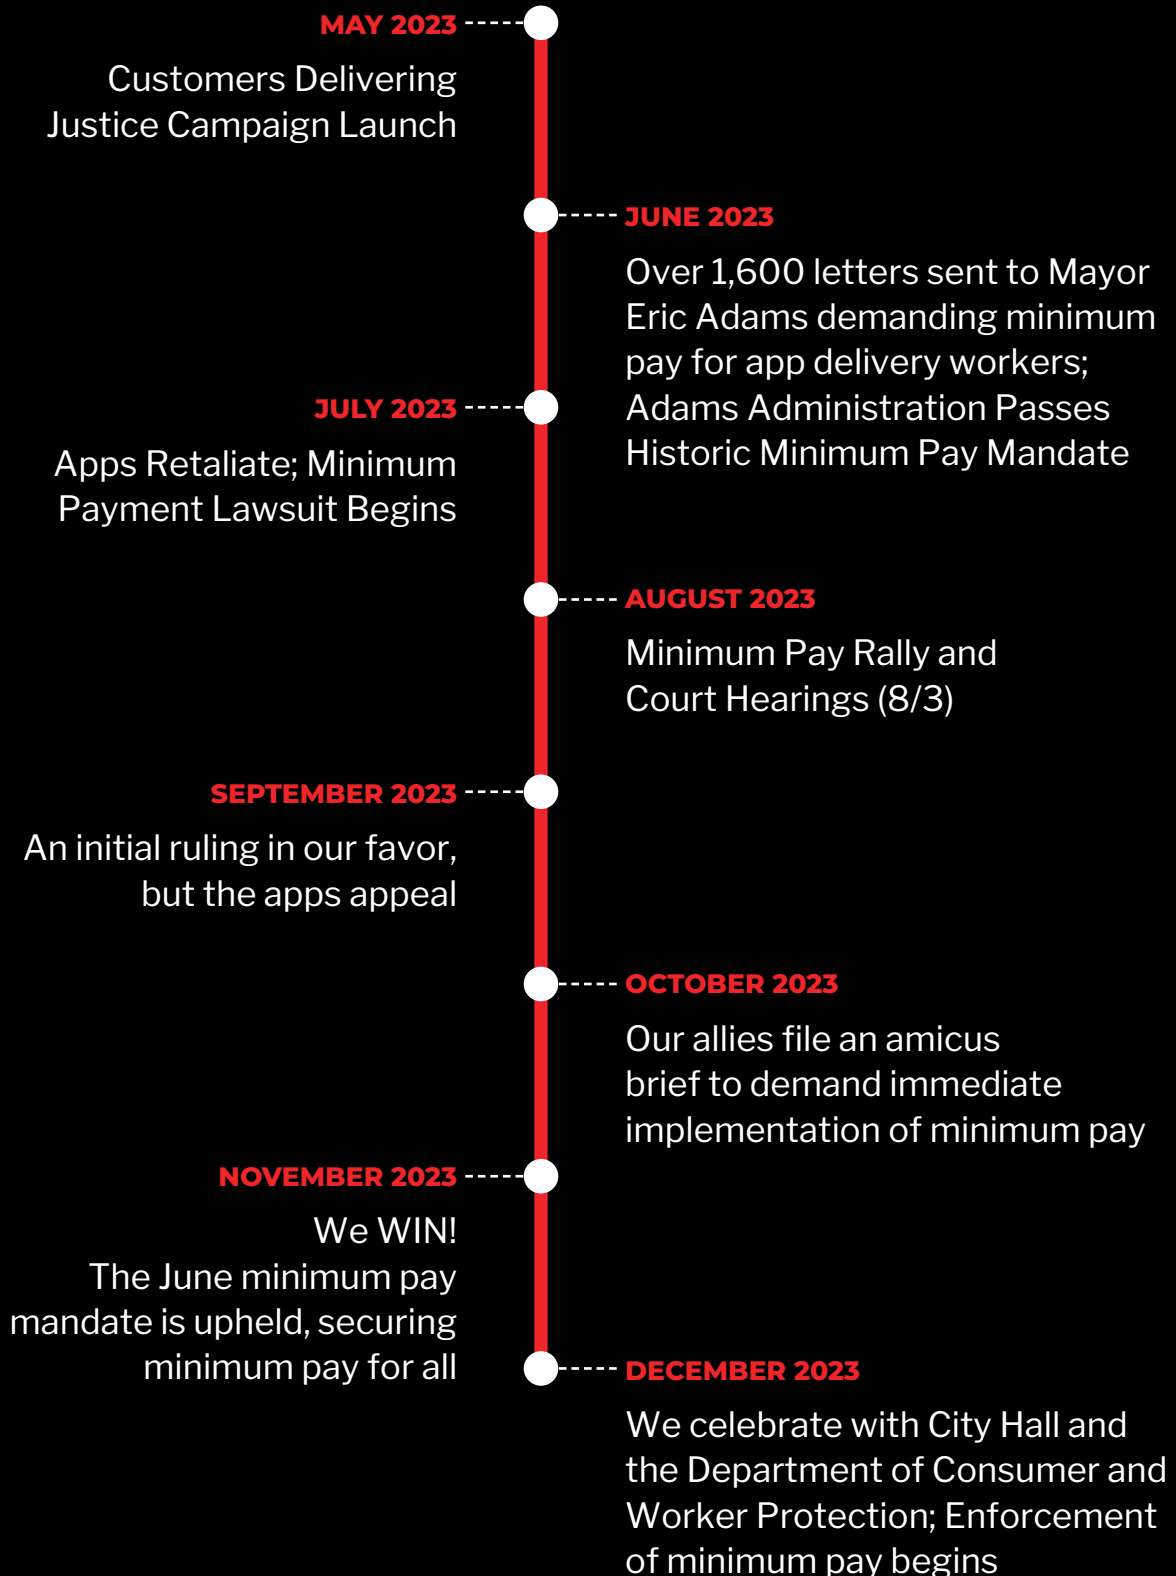 MAY 2023
Customers Delivering
Justice Campaign Launch
JUNE 2023
Over 1,600 letters sent to Mayor
Eric Adams demanding minimum
pay for app delivery workers;
Adams Administration Passes
Historic Minimum Pay Mandate
JULY 2023
Apps Retaliate; Minimum
Payment Lawsuit Begins
AUGUST 2023
Minimum Pay Rally and
Court Hearings (8/3)
SEPTEMBER 2023
An initial ruling in our favor,
but the apps appeal
OCTOBER 2023
Our allies file an amicus
brief to demand immediate
implementation of minimum pay
NOVEMBER 2023
We WIN!
The June minimum pay
mandate is upheld, securing
minimum pay for all
DECEMBER 2023
We celebrate with City Hall and
the Department of Consumer and
Worker Protection; Enforcement
of minimum pay begins